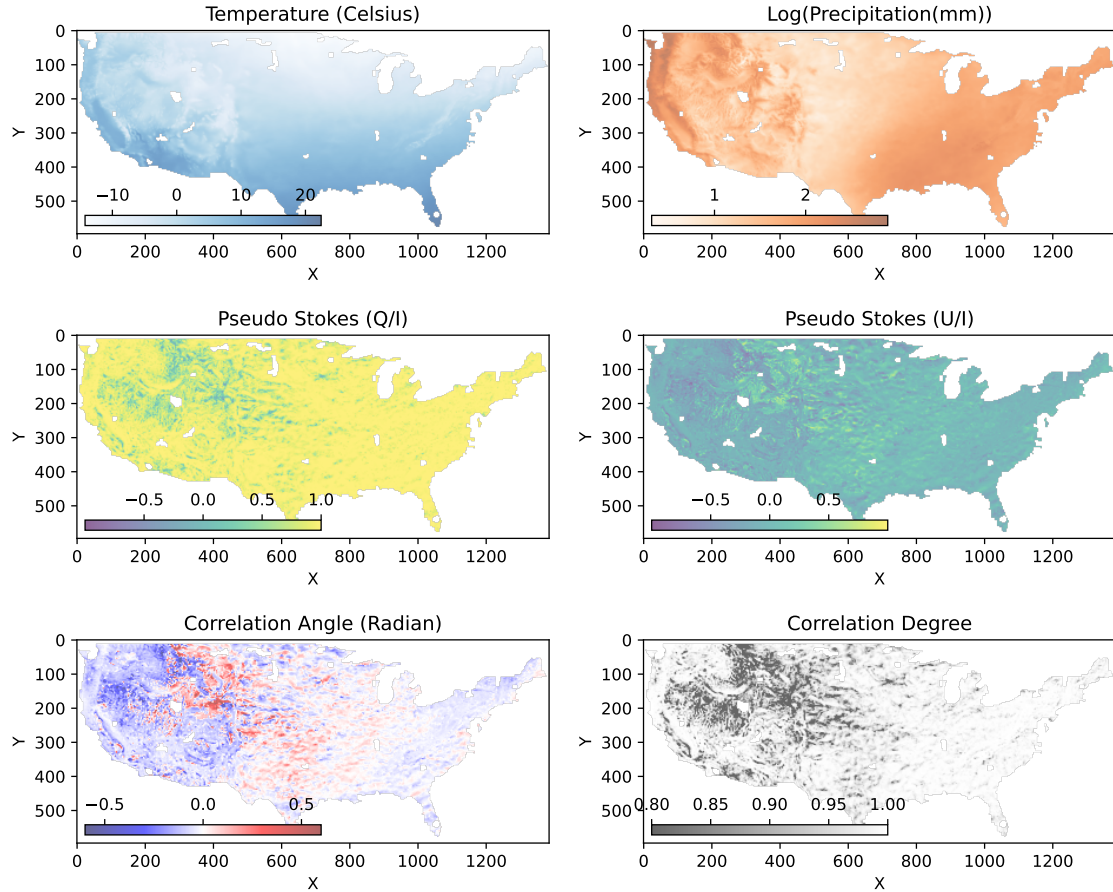 Temperature (Celsius)
0
100
200
300
400
500
Y
−10 0 10 20
0 200 400 600 800 1000 1200
X
Log(Precipitation(mm))
0
100
200
300
400
500
Y
1 2
0 200 400 600 800 1000 1200
X
Pseudo Stokes (Q/I)
0
100
200
300
400
500
Y
−0.5 0.0 0.5 1.0
0 200 400 600 800 1000 1200
X
Pseudo Stokes (U/I)
0
100
200
300
400
500
Y
−0.5 0.0 0.5
0 200 400 600 800 1000 1200
X
Correlation Angle (Radian)
0
100
200
300
400
500
Y
−0.5 0.0 0.5
0 200 400 600 800 1000 1200
X
Correlation Degree
0
100
200
300
400
500
Y
0.80 0.85 0.90 0.95 1.00
0 200 400 600 800 1000 1200
X